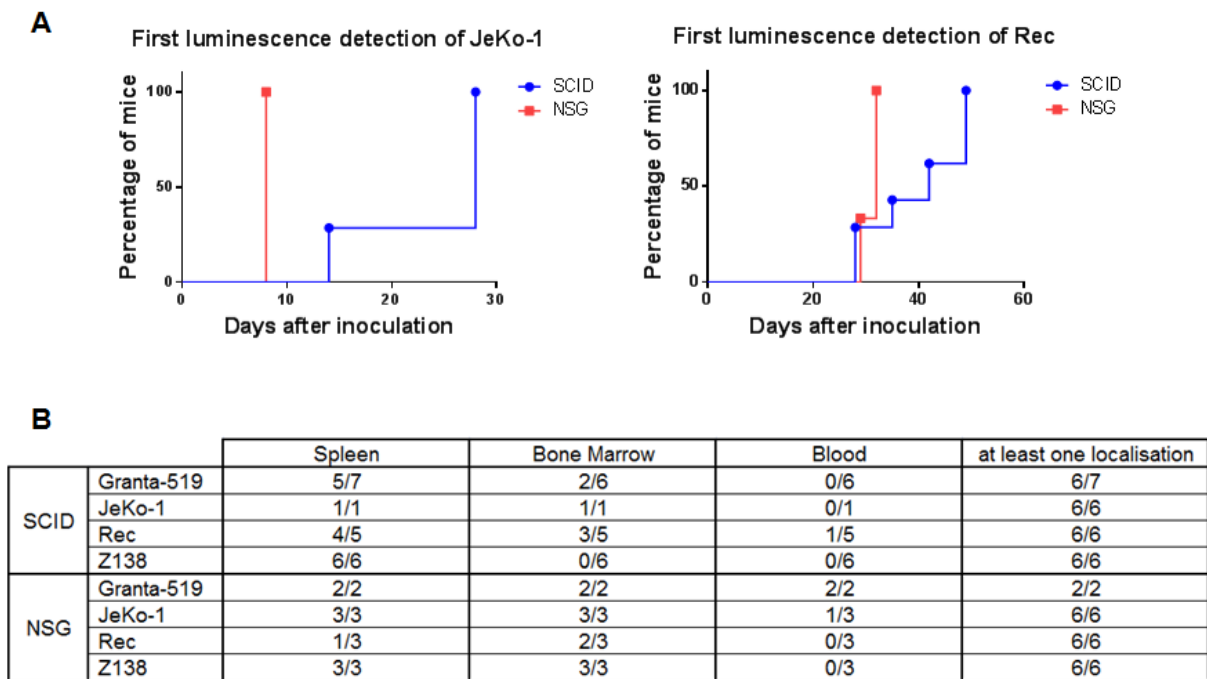 A
First luminescence detection of JeKo-1
First luminescence detection of Rec
Percentage of mice
100
50
0
0 10 20 30
Days after inoculation
SCID
NSG
Percentage of mice
100
50
0
0 20 40 60
Days after inoculation
SCID
NSG
B
Spleen Bone Marrow Blood at least one localisation
SCID
Granta-519 5/7 2/6 0/6 6/7
JeKo-1 1/1 1/1 0/1 6/6
Rec 4/5 3/5 1/5 6/6
Z138 6/6 0/6 0/6 6/6
NSG
Granta-519 2/2 2/2 2/2 2/2
JeKo-1 3/3 3/3 1/3 6/6
Rec 1/3 2/3 0/3 6/6
Z138 3/3 3/3 0/3 6/6